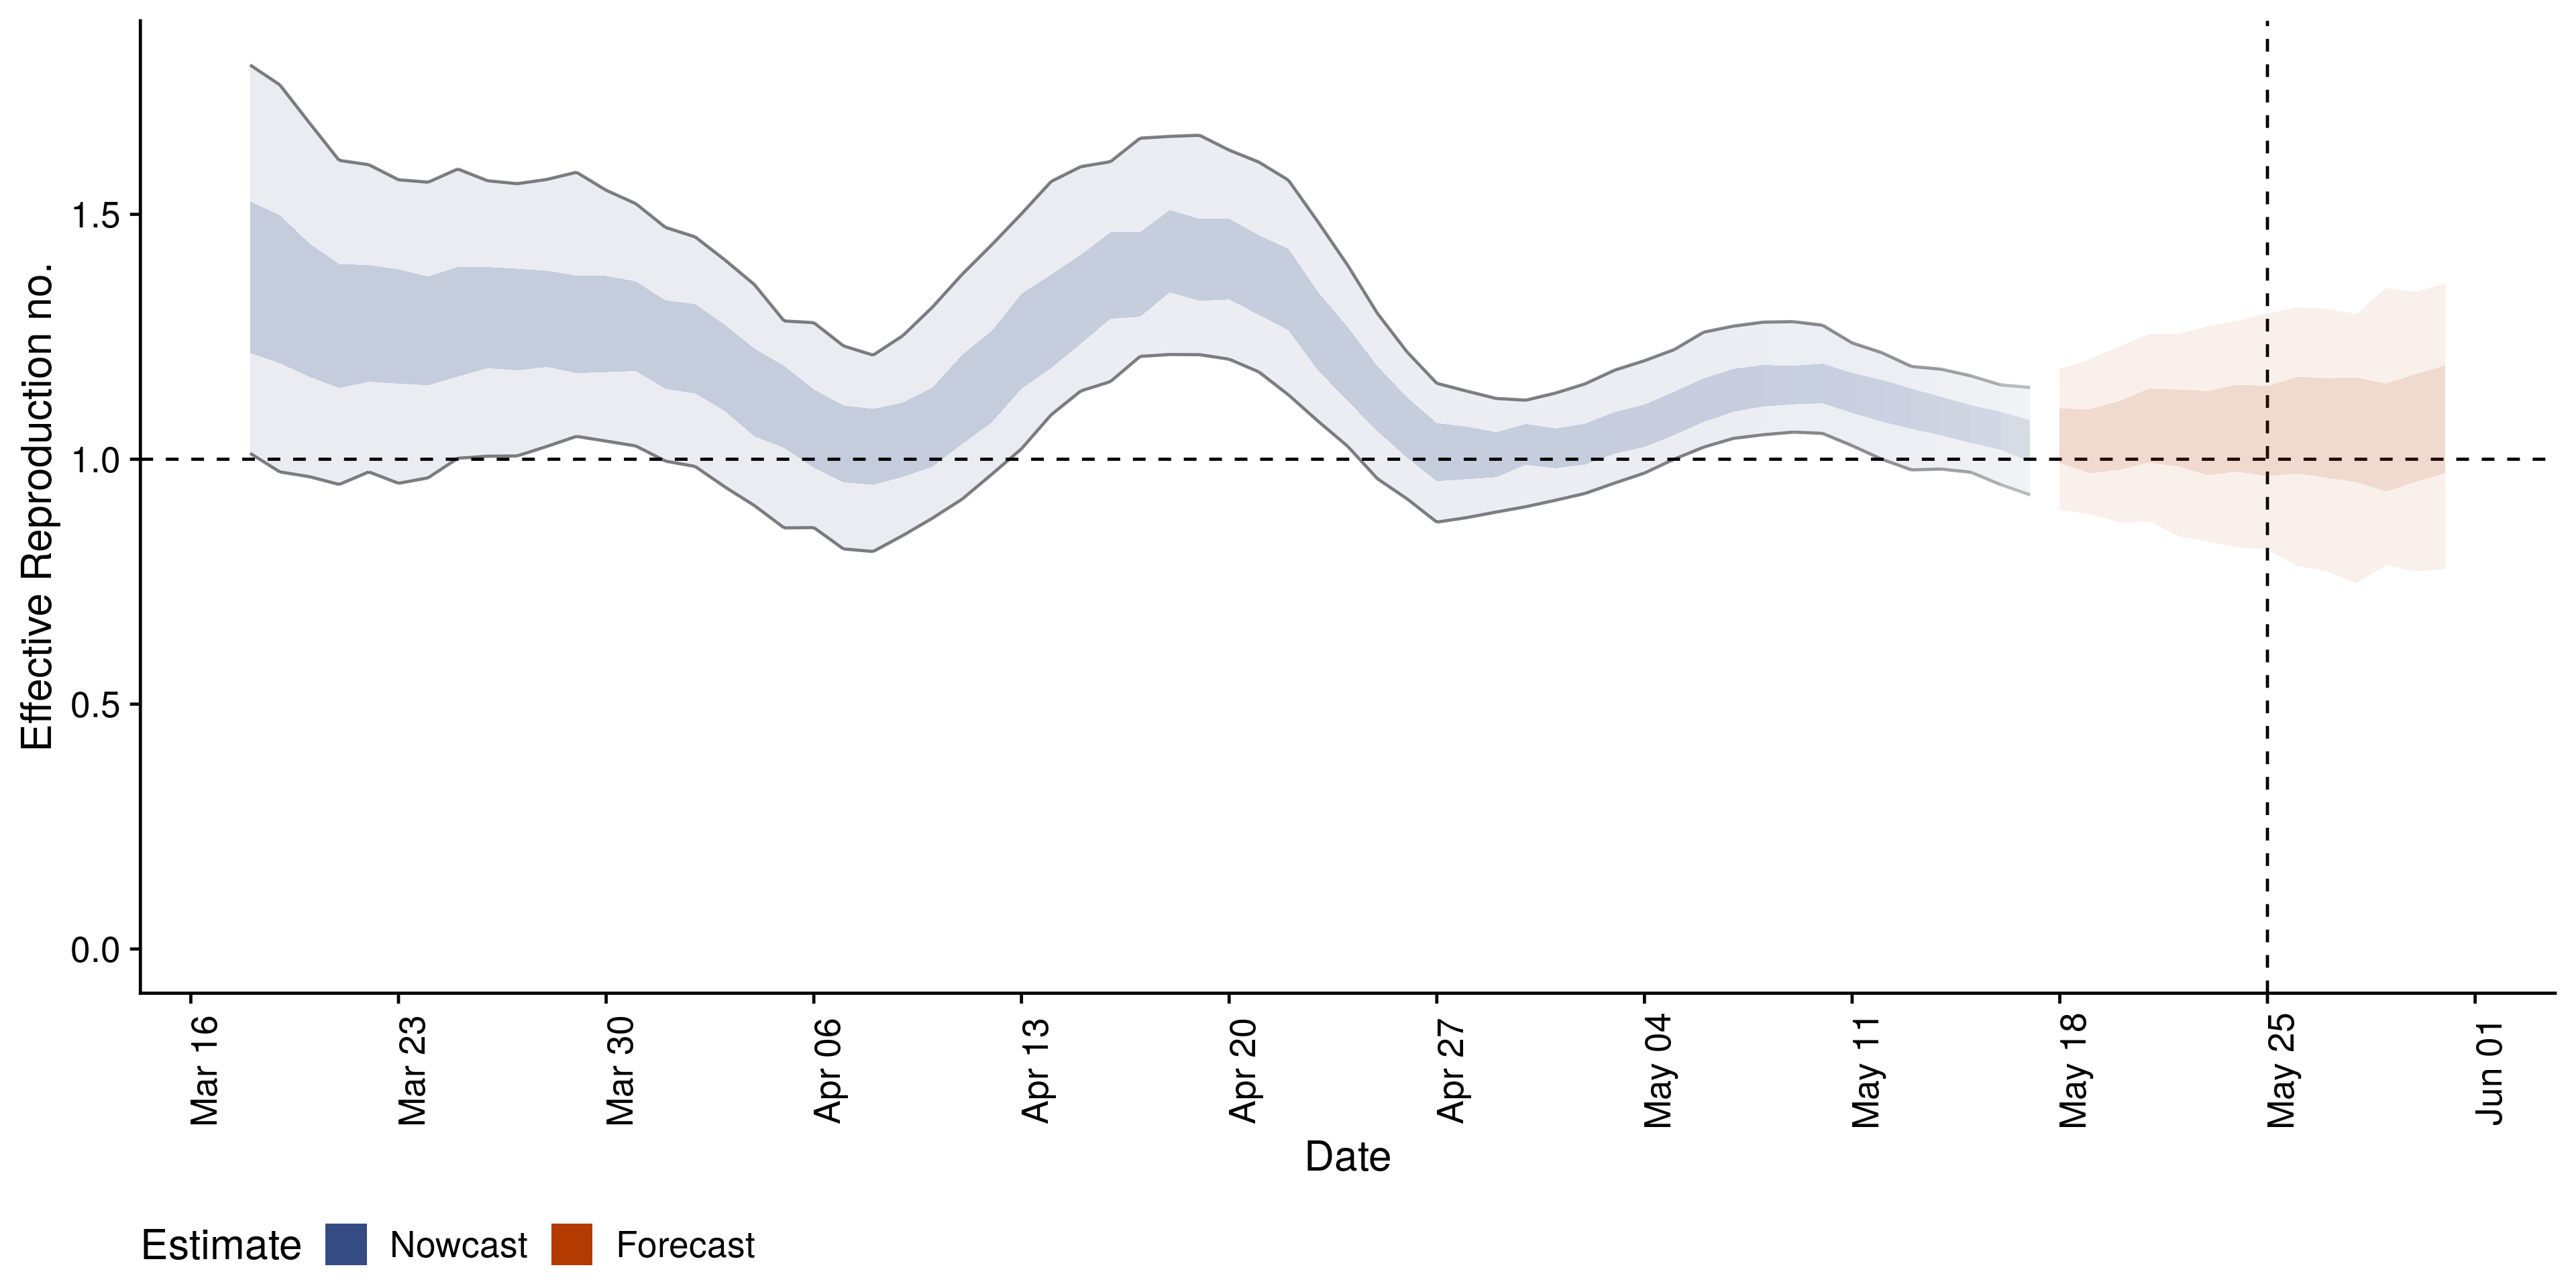 Effective Reproduction no.
1.5
1.0
0.5
0.0
Mar 16
Mar 23
Mar 30
Apr 06
Apr 13
Apr 20
Apr 27
May 04
May 11
May 18
May 25
Jun 01
Date
Estimate Nowcast Forecast